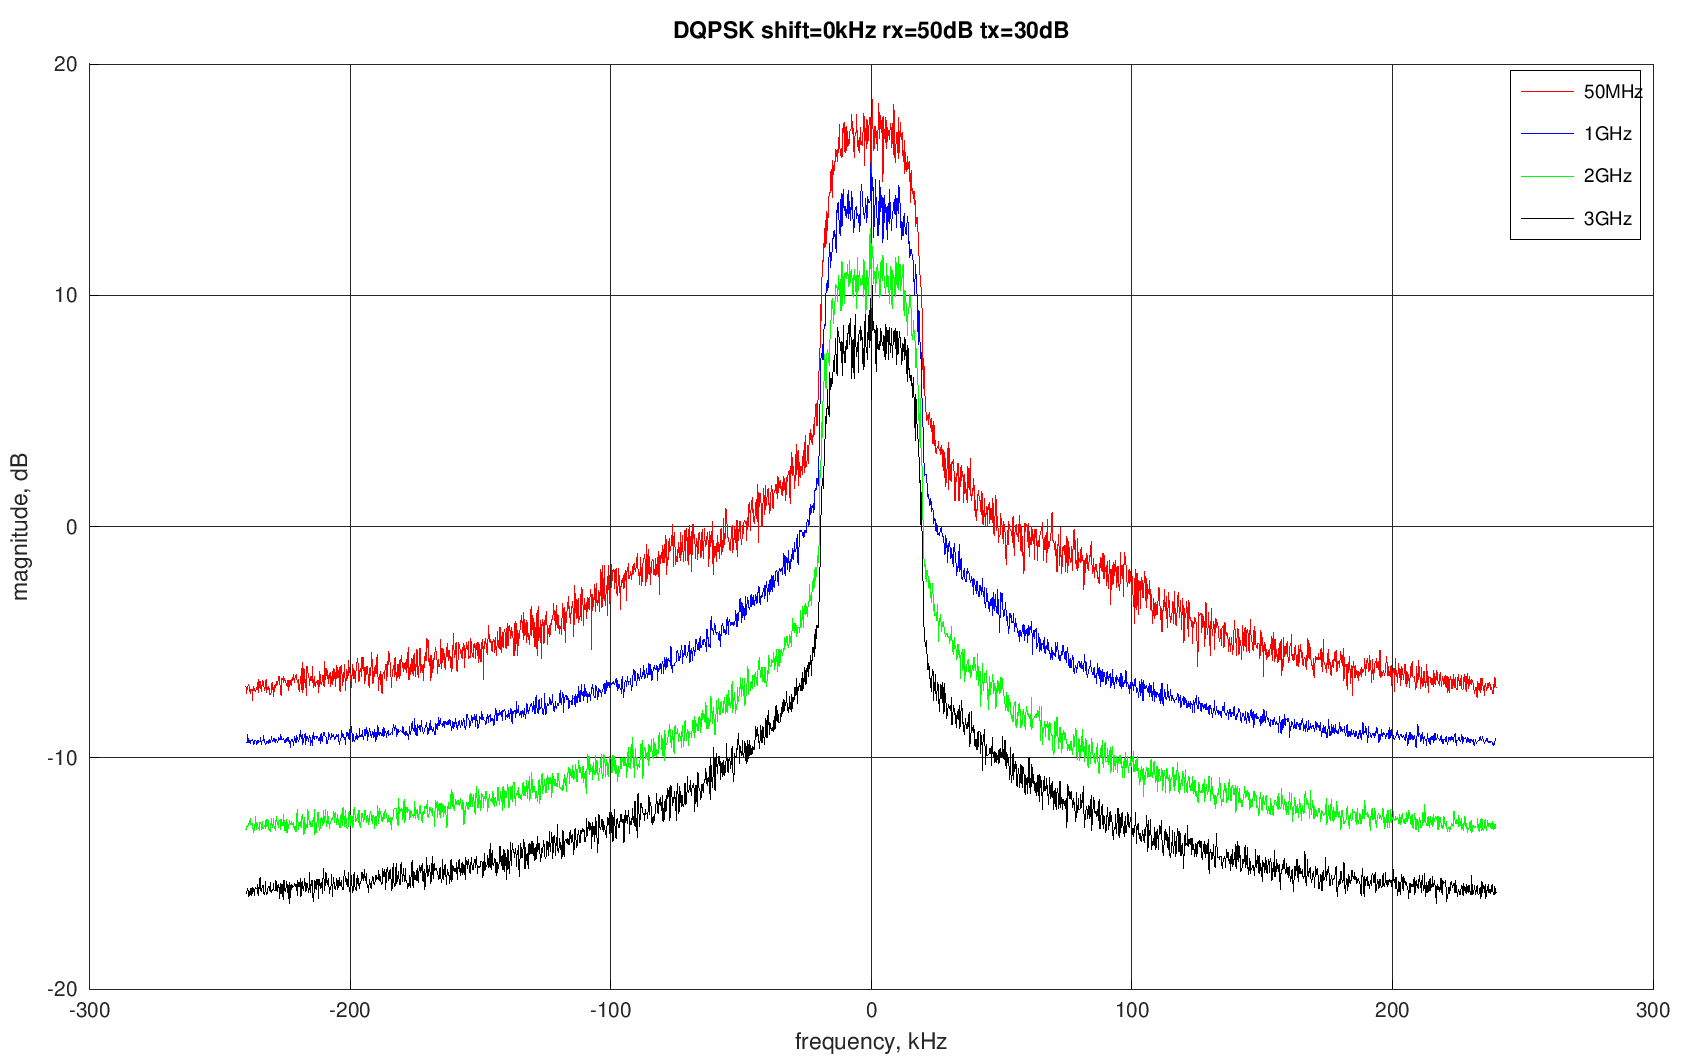 DQPSK shift=0kHz rx=50dB tx=30dB
20
10
0
-10
-20
magnitude, dB
-300
-200
-100
0
100
200
300
frequency, kHz
50MHz
1GHz
2GHz
3GHz